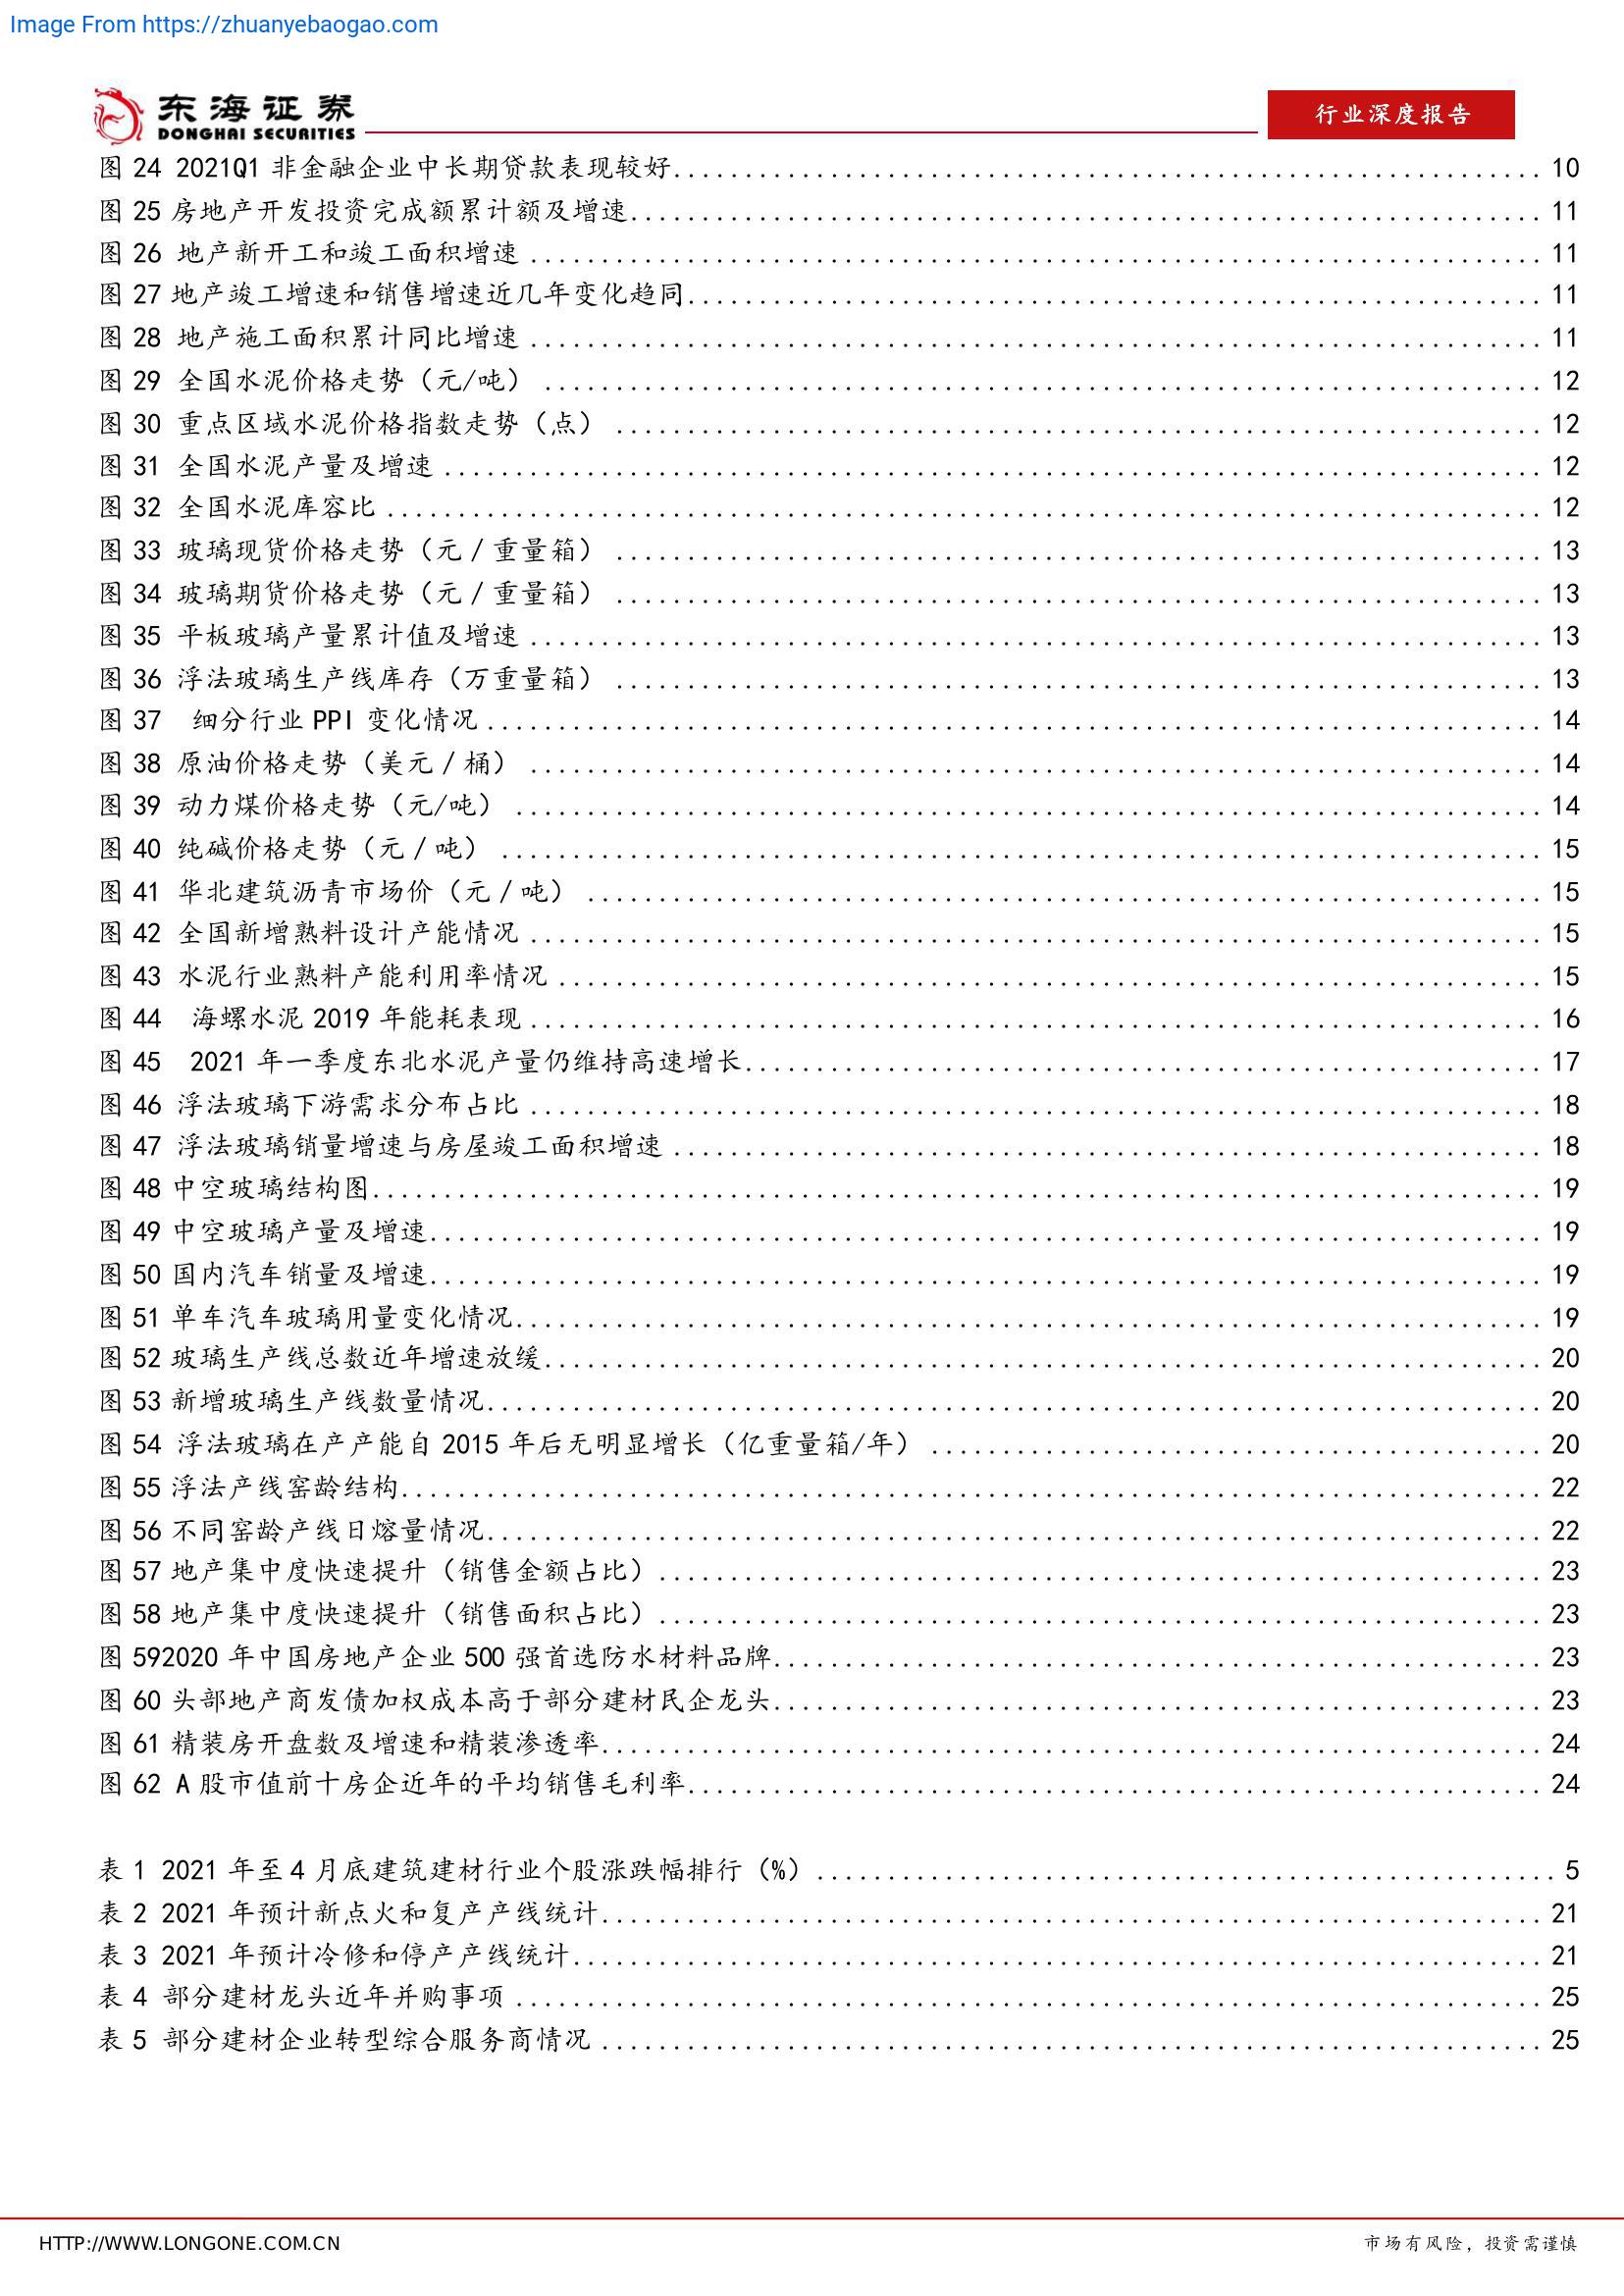 Image From https://zhuanyebaogao.com
东海证券
DONGHAI SECURITIES
行业深度报告
图 24 2021Q1 非金融企业中长期贷款表现较好 10
图 25 房地产开发投资完成额累计额及增速 11
图 26 地产新开工和竣工面积增速 11
图 27 地产竣工增速和销售增速近几年变化趋同 11
图 28 地产施工面积累计同比增速 11
图 29 全国水泥价格走势（元/吨） 12
图 30 重点区域水泥价格指数走势（点） 12
图 31 全国水泥产量及增速 12
图 32 全国水泥库容比 12
图 33 玻璃现货价格走势（元／重量箱） 13
图 34 玻璃期货价格走势（元／重量箱） 13
图 35 平板玻璃产量累计值及增速 13
图 36 浮法玻璃生产线库存（万重量箱） 13
图 37 细分行业 PPI 变化情况 14
图 38 原油价格走势（美元／桶） 14
图 39 动力煤价格走势（元/吨） 14
图 40 纯碱价格走势（元／吨） 15
图 41 华北建筑沥青市场价（元／吨） 15
图 42 全国新增熟料设计产能情况 15
图 43 水泥行业熟料产能利用率情况 15
图 44 海螺水泥 2019 年能耗表现 16
图 45 2021 年一季度东北水泥产量仍维持高速增长 17
图 46 浮法玻璃下游需求分布占比 18
图 47 浮法玻璃销量增速与房屋竣工面积增速 18
图 48 中空玻璃结构图 19
图 49 中空玻璃产量及增速 19
图 50 国内汽车销量及增速 19
图 51 单车汽车玻璃用量变化情况 19
图 52 玻璃生产线总数近年增速放缓 20
图 53 新增玻璃生产线数量情况 20
图 54 浮法玻璃在产产能自 2015 年后无明显增长（亿重量箱/年） 20
图 55 浮法产线窑龄结构 22
图 56 不同窑龄产线日熔量情况 22
图 57 地产集中度快速提升（销售金额占比） 23
图 58 地产集中度快速提升（销售面积占比） 23
图 592020 年中国房地产企业 500 强首选防水材料品牌 23
图 60 头部地产商发债加权成本高于部分建材民企龙头 23
图 61 精装房开盘数及增速和精装渗透率 24
图 62 A 股市值前十房企近年的平均销售毛利率 24
表 1 2021 年至 4 月底建筑建材行业个股涨跌幅排行（%） 5
表 2 2021 年预计新点火和复产产线统计 21
表 3 2021 年预计冷修和停产产线统计 21
表 4 部分建材龙头近年并购事项 25
表 5 部分建材企业转型综合服务商情况 25
HTTP://WWW.LONGONE.COM.CN
市场有风险，投资需谨慎